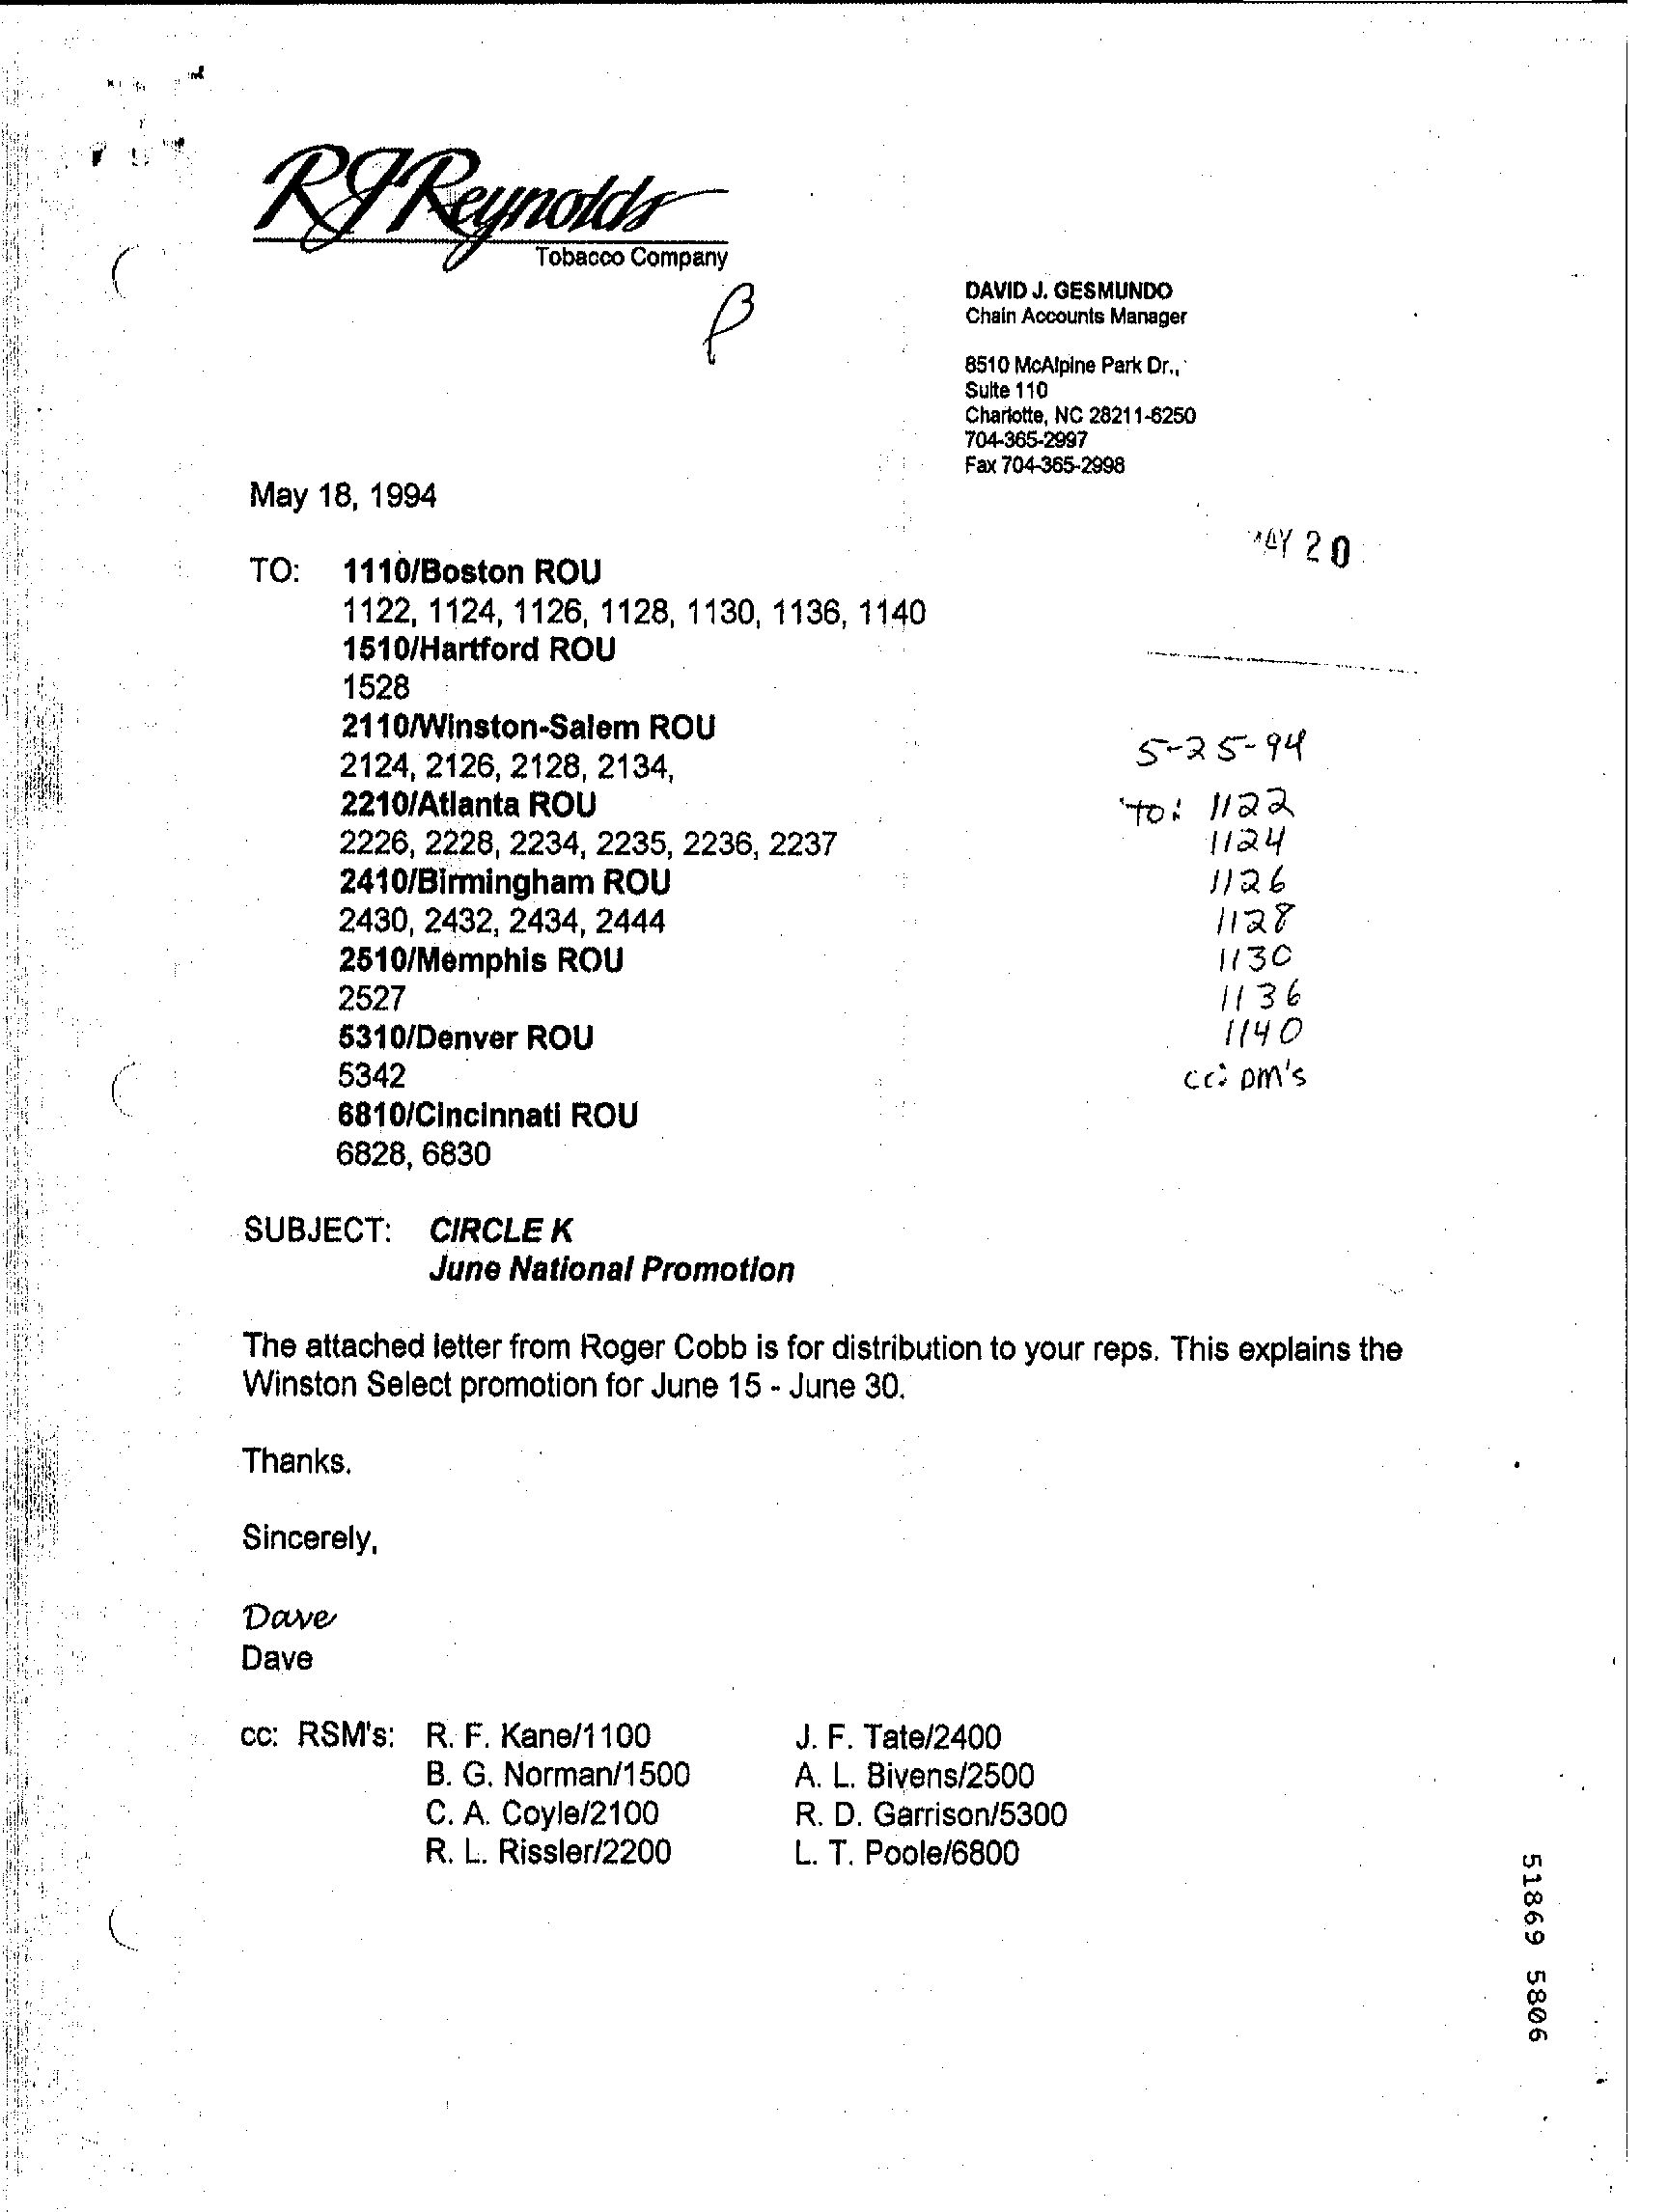 RJReynolds
Tobacco Company
DAVID J. GESMUNDO
Chain Accounts Manager
8510 McAlpine Park Dr.,
Suite 110
Charlotte, NC 28211-6250
704-365-2997
Fax 704-365-2998
May 18, 1994
MAY 20
TO: 1110/Boston ROU
1122, 1124, 1126, 1128, 1130, 1136, 1140
1510/Hartford ROU
1528
2110/Winston-Salem ROU
2124, 2126, 2128, 2134,
2210/Atlanta ROU
2226, 2228, 2234, 2235, 2236, 2237
2410/Birmingham ROU
2430, 2432, 2434, 2444
2510/Memphis ROU
2527
5310/Denver ROU
5342
6810/Cincinnati ROU
6828, 6830
5-25-94
To: 1122
1124
1126
1128
1130
1136
1140
cc: DM's
SUBJECT: CIRCLE K
June National Promotion
The attached letter from Roger Cobb is for distribution to your reps. This explains the
Winston Select promotion for June 15 - June 30.
Thanks.
Sincerely,
Dave
Dave
cc: RSM's: R. F. Kane/1100 J. F. Tate/2400
B. G. Norman/1500 A. L. Bivens/2500
C. A. Coyle/2100 R. D. Garrison/5300
R. L. Rissler/2200 L. T. Poole/6800
51869 5806